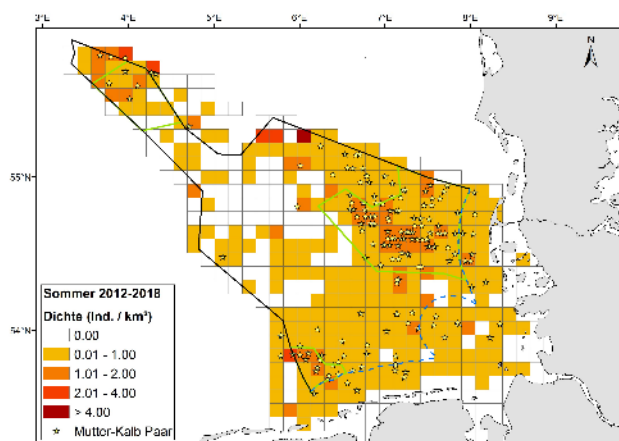 3°E 4°E 5°E 6°E 7°E 8°E 9°E
N
55°N
54°N
Sommer 2012-2018
Dichte (Ind. / km²)
0.00
0.01 - 1.00
1.01 - 2.00
2.01 - 4.00
> 4.00
Mutter-Kalb Paar